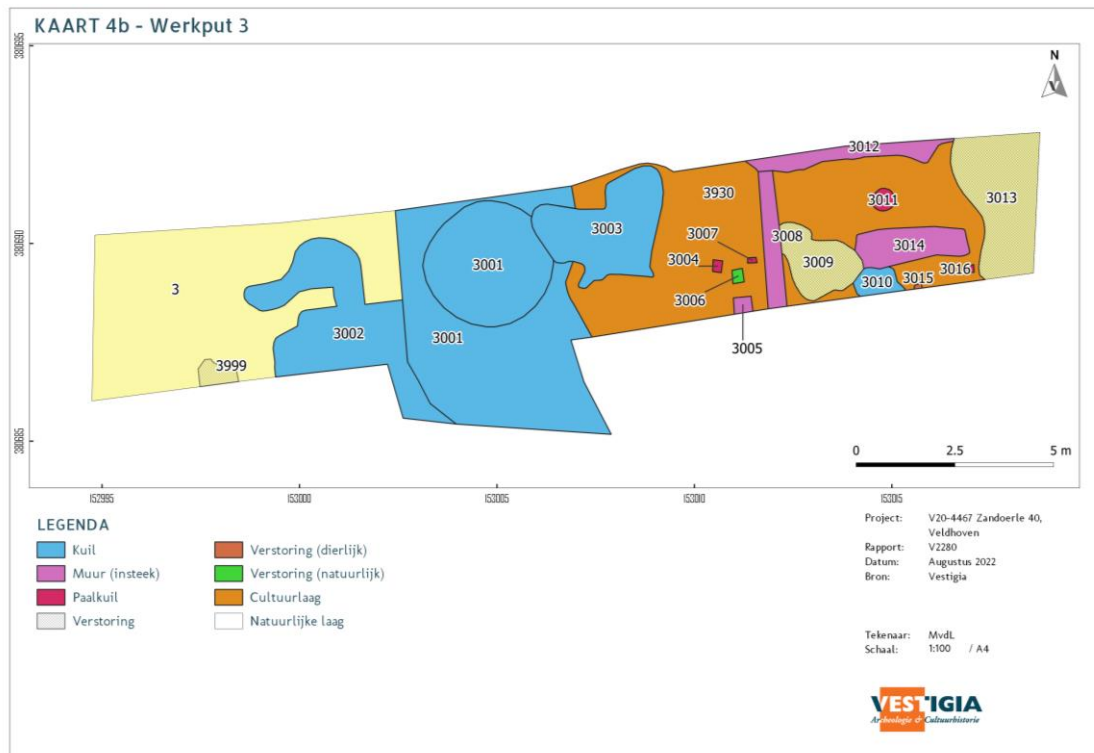 KAART 4b - Werkput 3
380695
380690
380685
N
3012
3930
3011
3013
3007
3008
3014
3003
3004
3009
3001
3016
3015
3010
3006
3
3002
3001
3005
3999
0 2.5 5 m
152995 153000 153005 153010 153015
LEGENDA
Kuil
Muur (insteek)
Paalkuil
Verstoring
Verstoring (dierlijk)
Verstoring (natuurlijk)
Cultuurlaag
Natuurlijke laag
Project: V20-4467 Zandoerle 40,
Veldhoven
Rapport: V2280
Datum: Augustus 2022
Bron: Vestigia
Tekenaar: MvdL
Schaal: 1:100 / A4
VESTIGIA
Archeologie & Cultuurhistorie